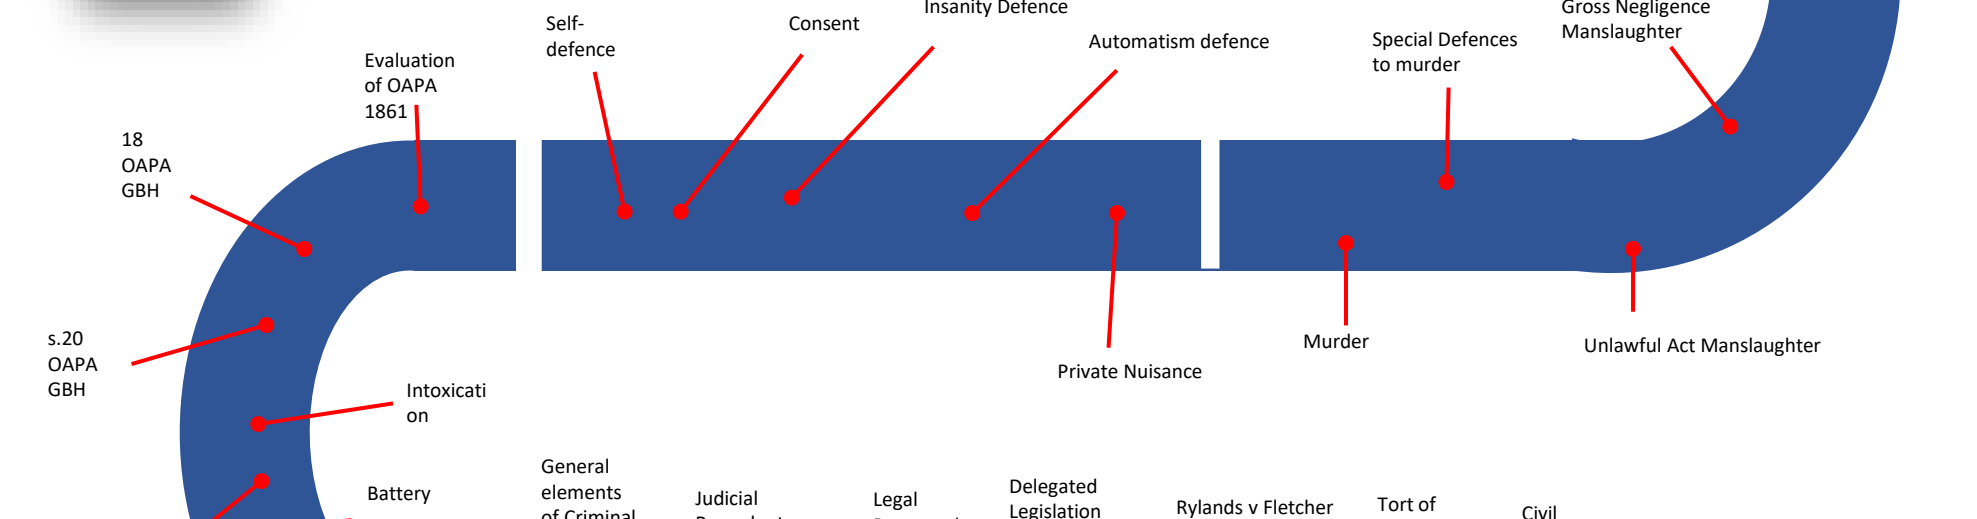 Insanity Defence
Gross Negligence
Manslaughter
Self-
defence
Consent
Automatism defence
Special Defences
to murder
Evaluation
of OAPA
1861
18
OAPA
GBH
s.20
OAPA
GBH
Murder
Unlawful Act Manslaughter
Private Nuisance
Intoxicati
on
Battery
General
elements
of Criminal
Judicial
Legal
Delegated
Legislation
Rylands v Fletcher
Tort of
Civil